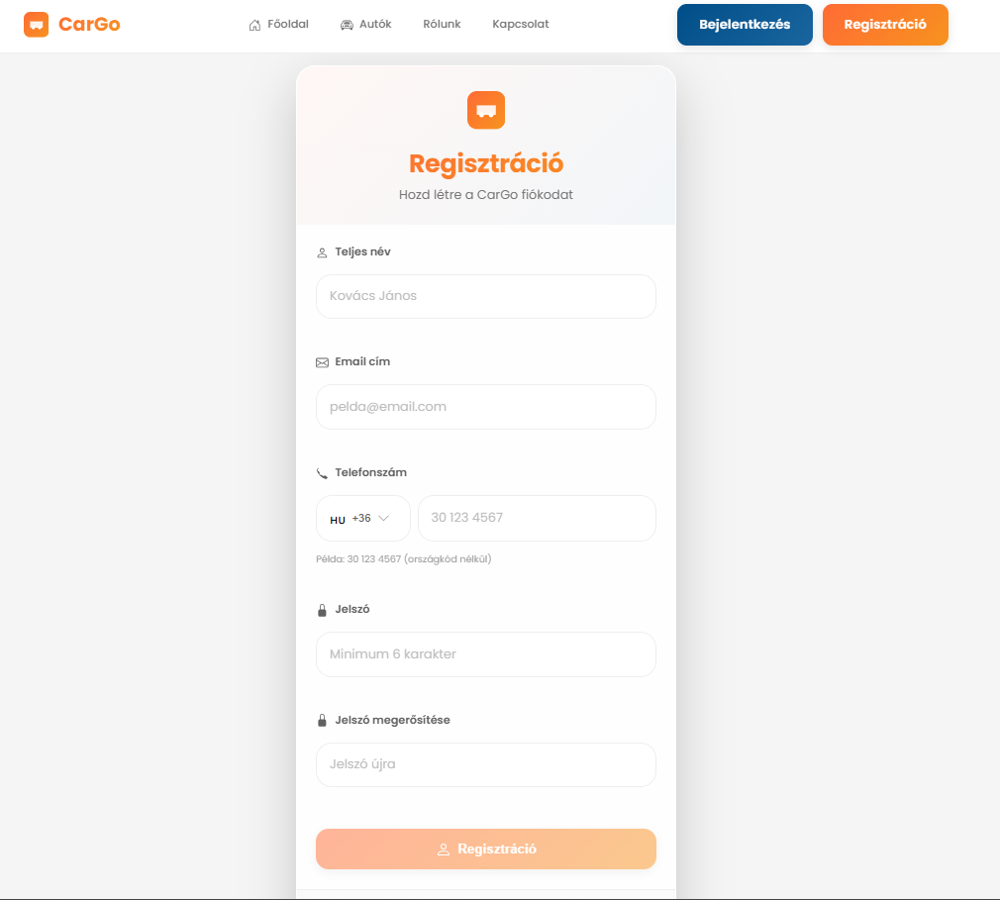 CarGo
Főoldal
Autók
Rólunk
Kapcsolat
Bejelentkezés
Regisztráció
Regisztráció
Hozd létre a CarGo fiókodat
Teljes név
Kovács János
Email cím
pelda@email.com
Telefonszám
HU +36
30 123 4567
Példa: 30 123 4567 (országkód nélkül)
Jelszó
Minimum 6 karakter
Jelszó megerősítése
Jelszó újra
Regisztráció